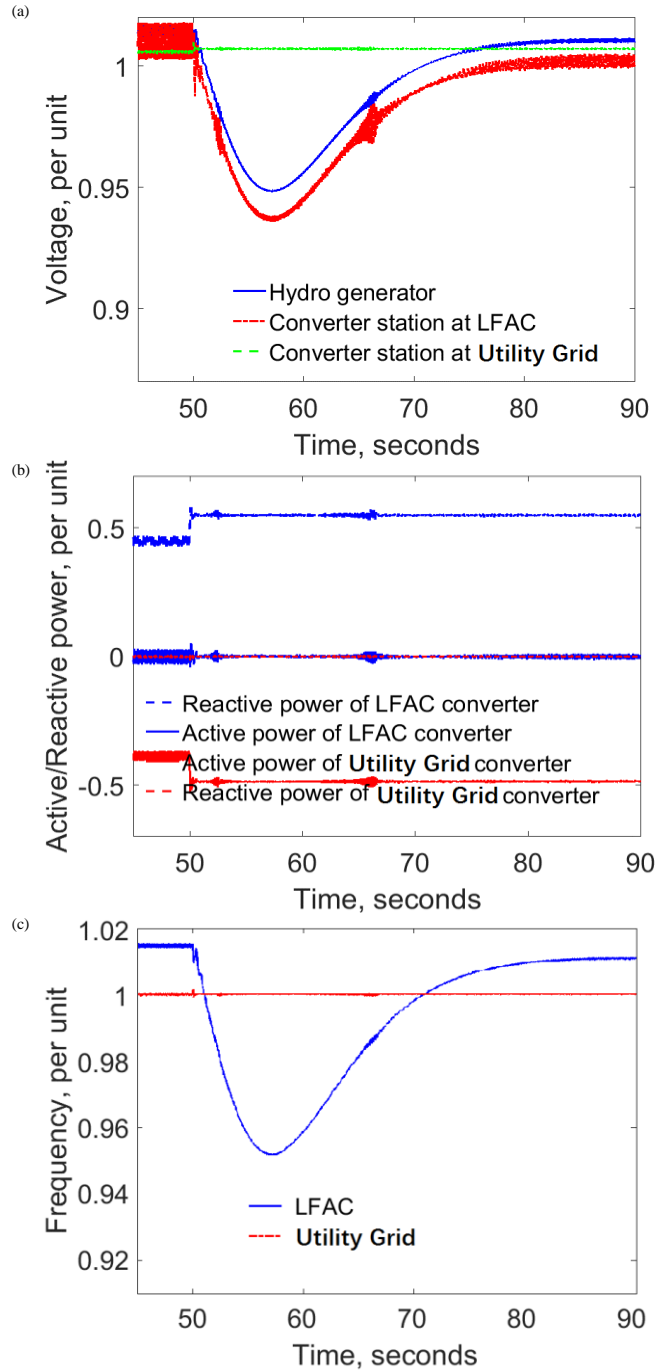 (a)
Voltage, per unit
1
0.95
0.9
Hydro generator
Converter station at LFAC
Converter station at Utility Grid
50
60
70
80
90
Time, seconds
(b)
Active/Reactive power, per unit
0.5
0
-0.5
Reactive power of LFAC converter
Active power of LFAC converter
Active power of Utility Grid converter
Reactive power of Utility Grid converter
50
60
70
80
90
Time, seconds
(c)
Frequency, per unit
1.02
1
0.98
0.96
0.94
0.92
LFAC
Utility Grid
50
60
70
80
90
Time, seconds